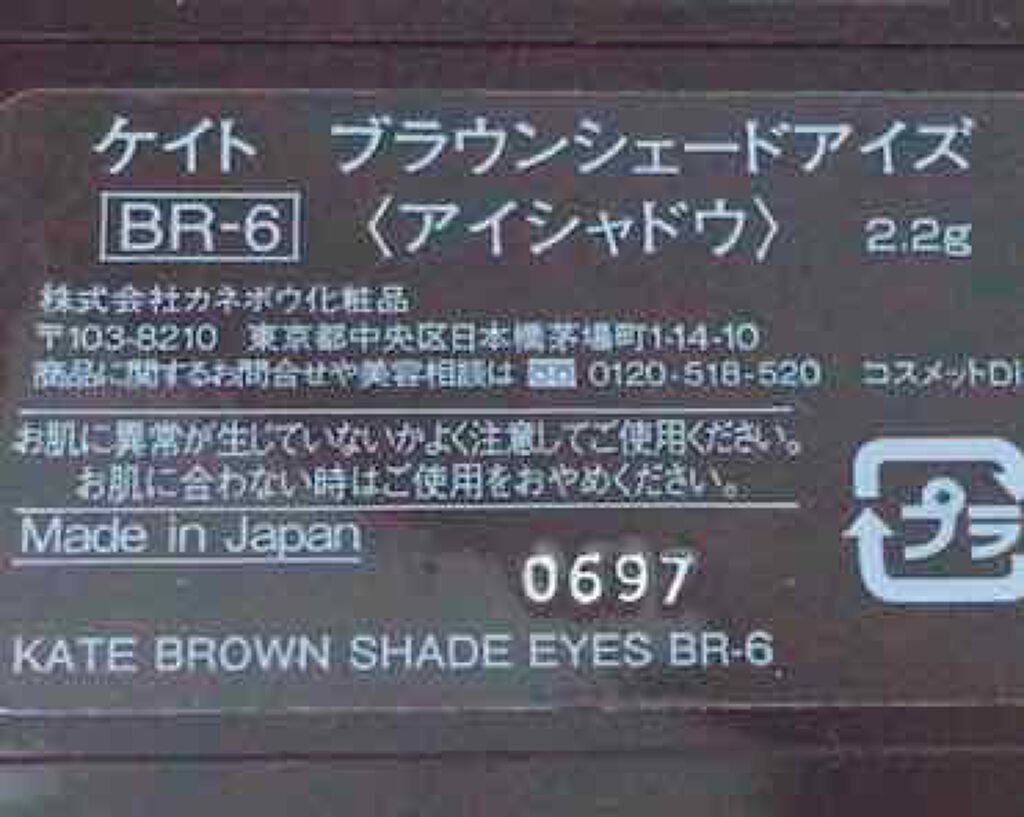 ケイト ブラウンシェードアイズ
BR-6 〈アイシャドウ〉 2.2g
株式会社カネボウ化粧品
〒103-8210 東京都中央区日本橋茅場町1-14-10
商品に関するお問合せや美容相談は 0120-518-520 コスメットDi
お肌に異常が生じていないかよく注意してご使用ください。
お肌に合わない時はご使用をおやめください。
プラ
Made in Japan
0697
KATE BROWN SHADE EYES BR-6